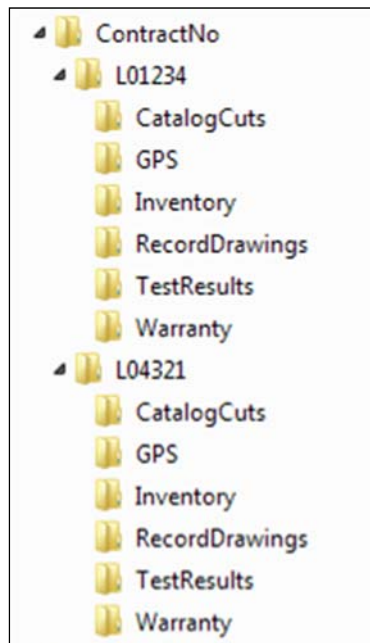 ContractNo
L01234
CatalogCuts
GPS
Inventory
RecordDrawings
TestResults
Warranty
L04321
CatalogCuts
GPS
Inventory
RecordDrawings
TestResults
Warranty